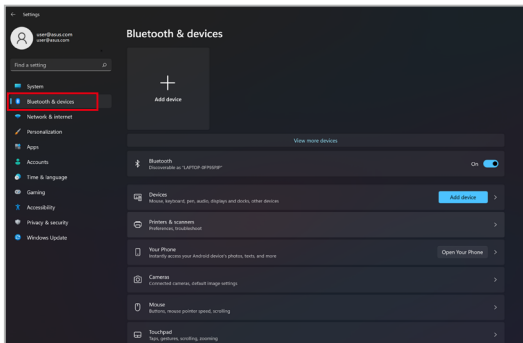 Settings
user@asus.com
user@asus.com
Find a setting
System
Bluetooth & devices
Network & internet
Personalization
Apps
Accounts
Time & language
Gaming
Accessibility
Privacy & security
Windows Update
Bluetooth & devices
Add device
View more devices
Bluetooth
Discoverable as
On
Devices
Mouse, keyboard, pen, audio, displays and docks, other devices
Add device
Printers & scanners
Preferences, troubleshoot
Your Phone
Instantly access your Android device's photos, texts, and more
Open Your Phone
Cameras
Connected cameras, default image settings
Mouse
Buttons, mouse pointer speed, scrolling
Touchpad
Taps, gestures, scrolling, zooming